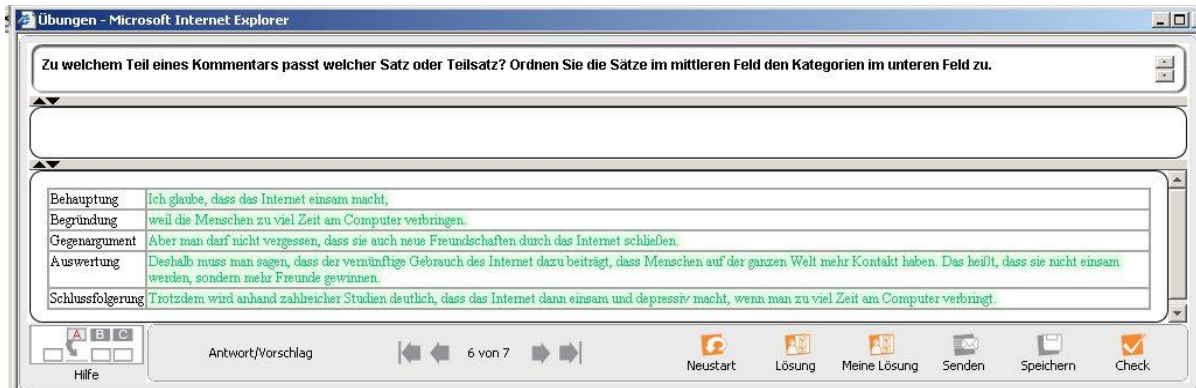 Übungen - Microsoft Internet Explorer
Zu welchem Teil eines Kommentars passt welcher Satz oder Teilsatz? Ordnen Sie die Sätze im mittleren Feld den Kategorien im unteren Feld zu.
Behauptung Ich glaube, dass das Internet einsam macht,
Begründung weil die Menschen zu viel Zeit am Computer verbringen.
Gegenargument Aber man darf nicht vergessen, dass sie auch neue Freundschaften durch das Internet schließen.
Auswertung Deshalb muss man sagen, dass der vernünftige Gebrauch des Internet dazu beiträgt, dass Menschen auf der ganzen Welt mehr Kontakt haben. Das heißt, dass sie nicht einsam
werden, sondern mehr Freunde gewinnen.
Schlussfolgerung Trotzdem wird anhand zahlreicher Studien deutlich, dass das Internet dann einsam und depressiv macht, wenn man zu viel Zeit am Computer verbringt.
A B C
Hilfe
Antwort/Vorschlag
6 von 7
Neustart Lösung Meine Lösung Senden Speichern Check